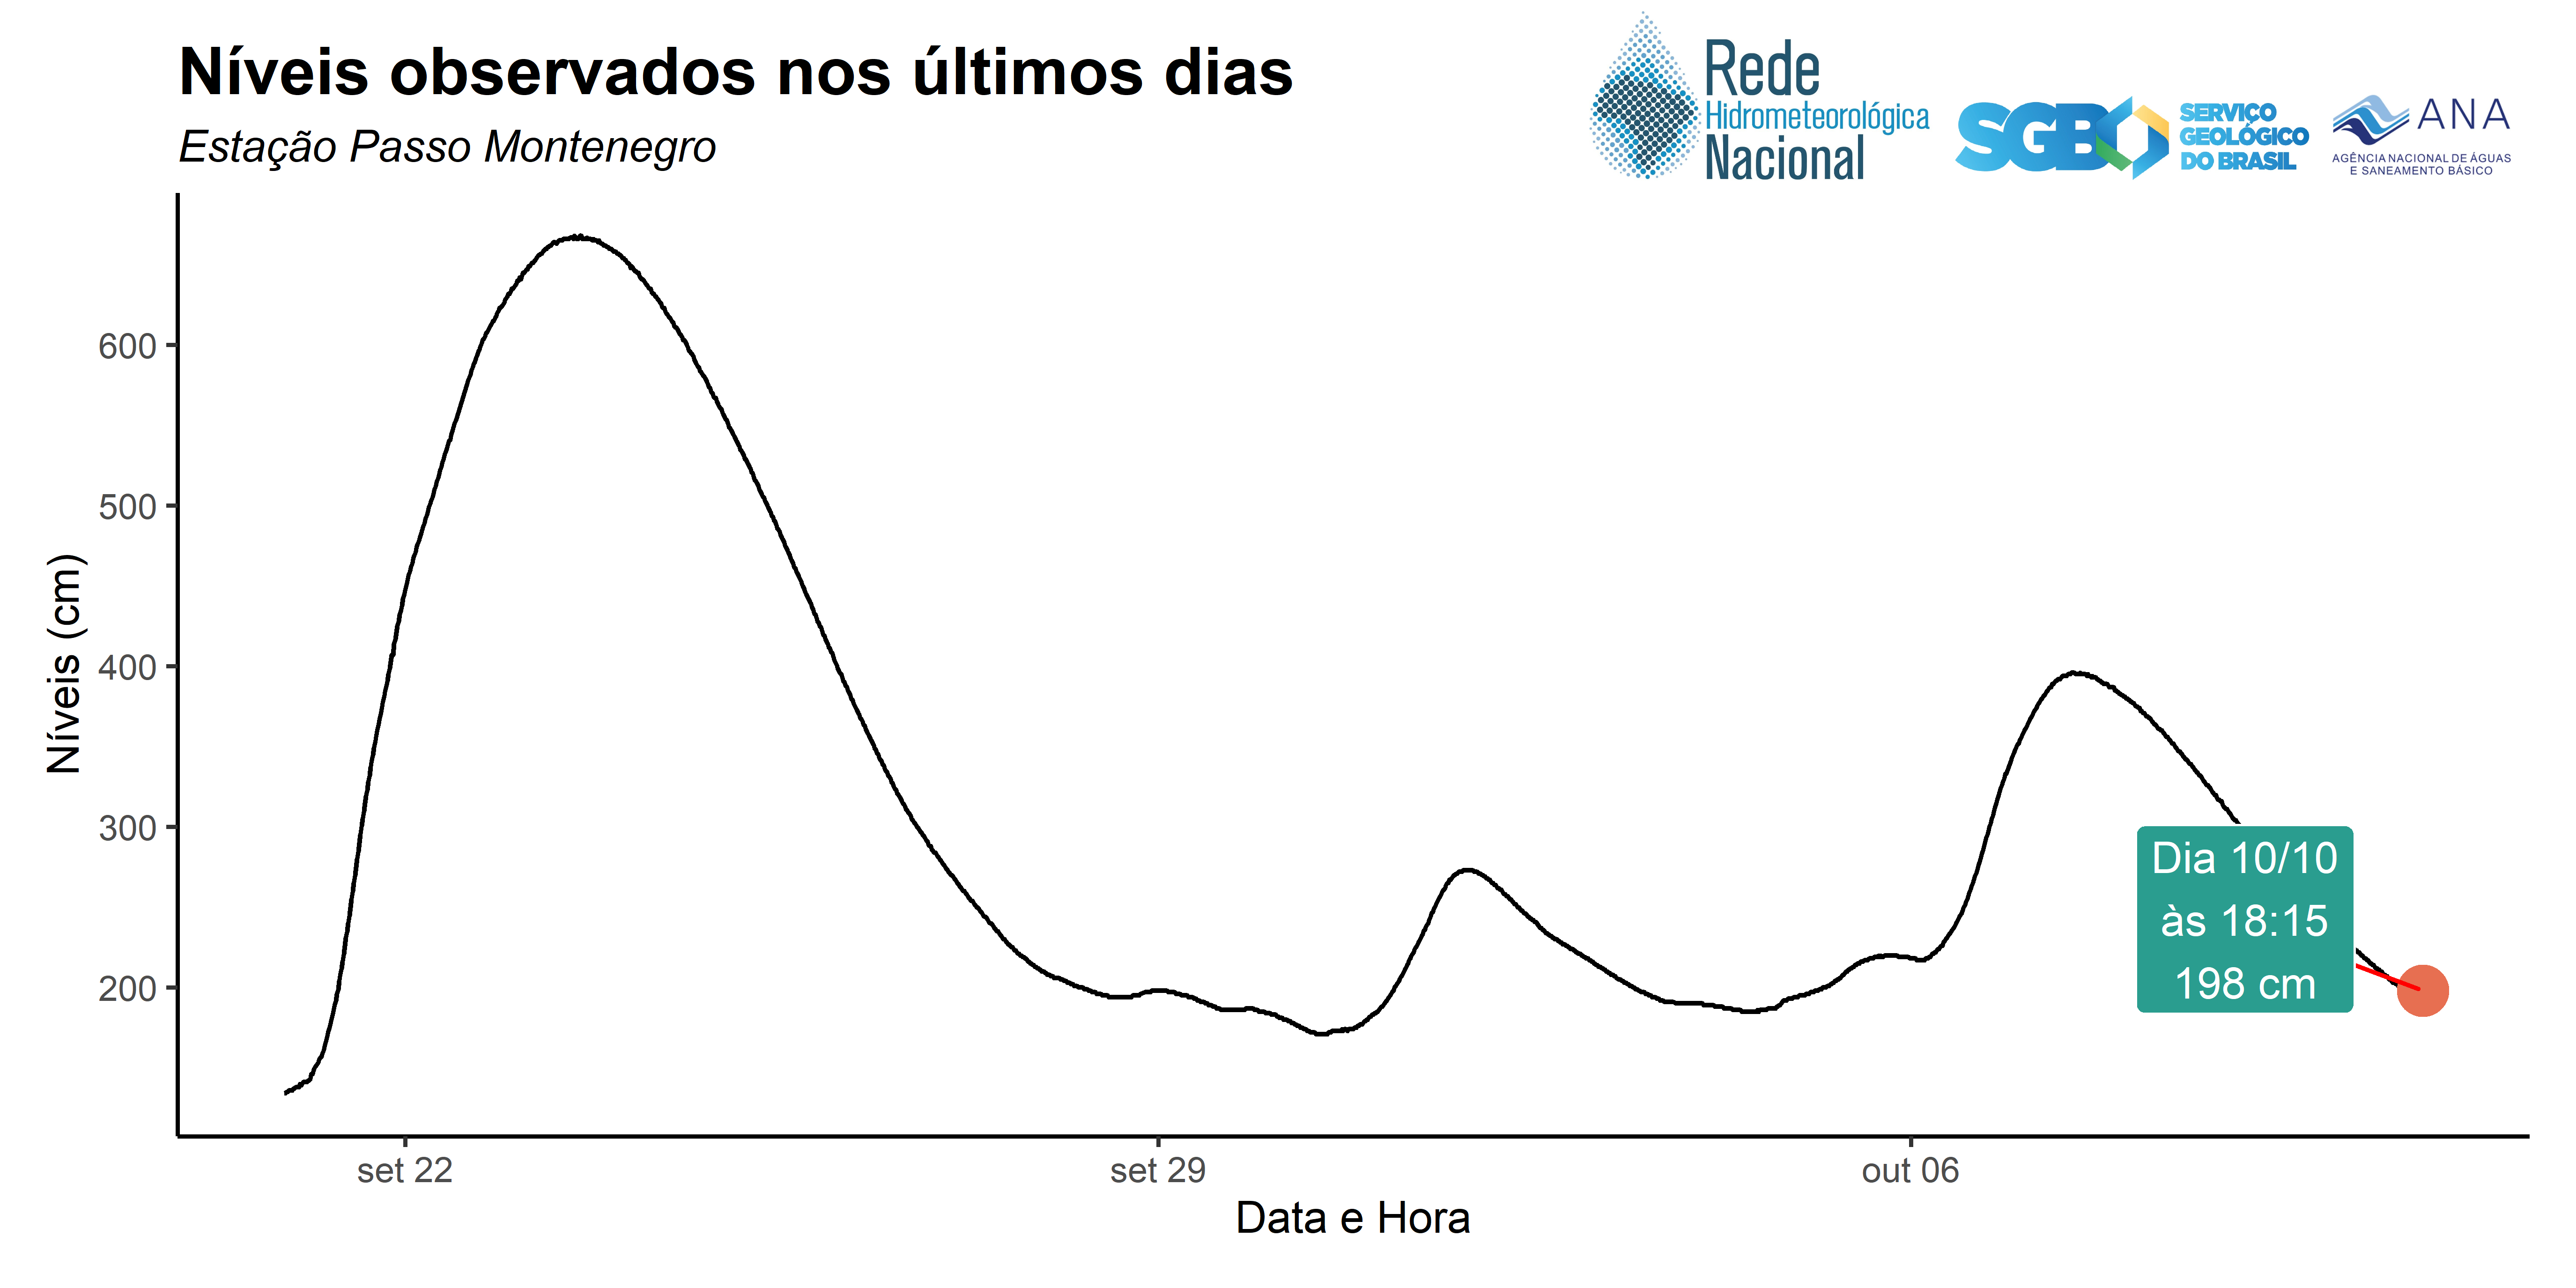 Níveis observados nos últimos dias
Estação Passo Montenegro
Rede
Hidrometeorológica
Nacional
SGB
SERVIÇO
GEOLÓGICO
DO BRASIL
ANA
AGÊNCIA NACIONAL DE ÁGUAS
E SANEAMENTO BÁSICO
Níveis (cm)
600
500
400
300
200
Dia 10/10
às 18:15
198 cm
set 22
set 29
out 06
Data e Hora